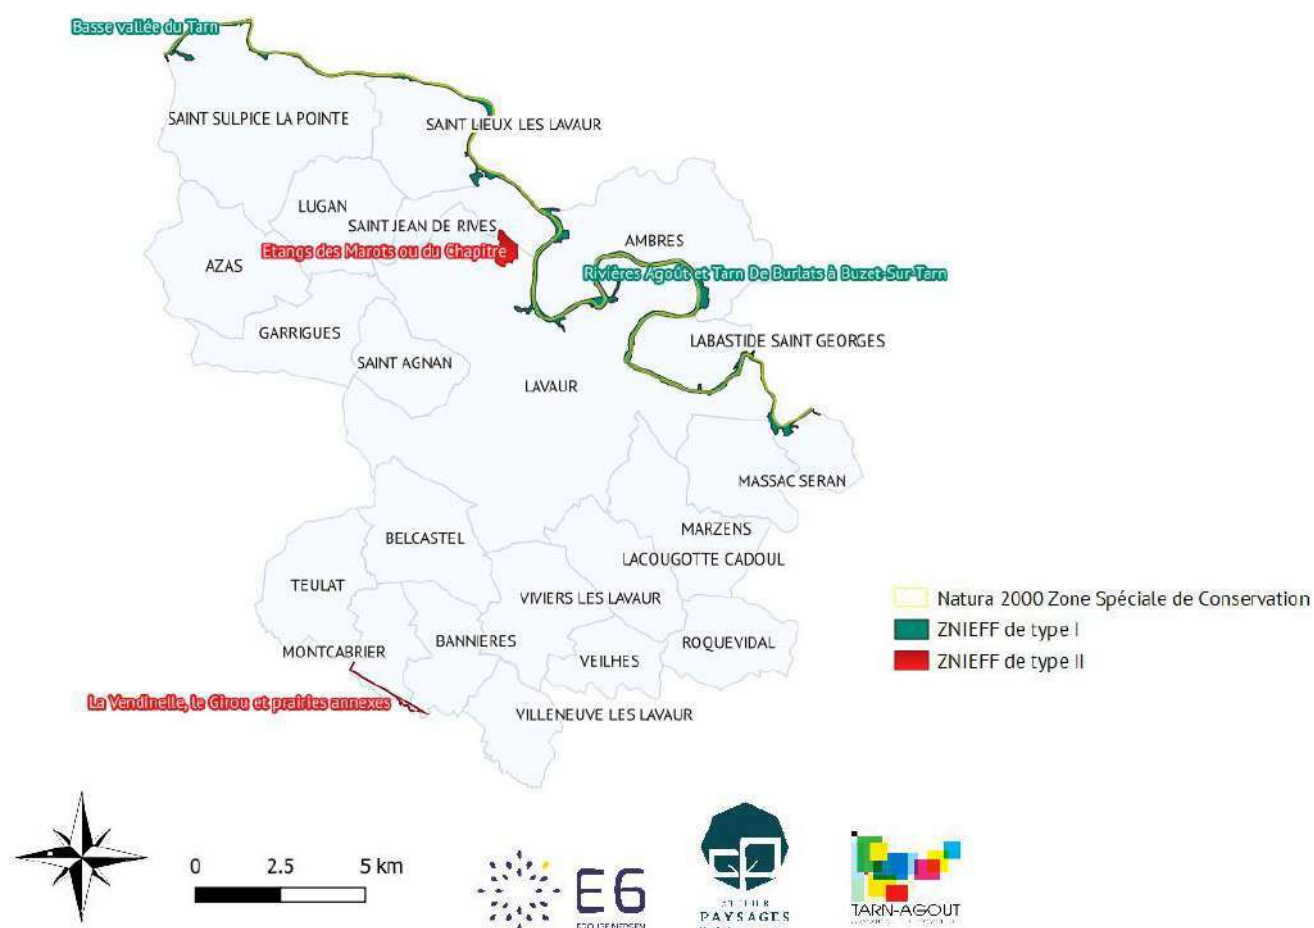 Basse vallée du Tarn
SAINT SULPICE LA POINTE
SAINT LIEUX LES LAVAUR
LUGAN
SAINT JEAN DE RIVES
AMBRES
Etangs des Marots ou du Chapitre
AZAS
Rivières Agoût et Tarn De Burlats à Buzet-Sur-Tarn
GARRIGUES
LABASTIDE SAINT GEORGES
SAINT AGNAN
LAVAUR
MASSAC SERAN
MARZENS
BELCASTEL
LACOUGOTTE CADOUL
TEULAT
VIVIERS LES LAVAUR
Natura 2000 Zone Spéciale de Conservation
ZNIEFF de type I
ZNIEFF de type II
BANNIERES
ROQUEVIDAL
MONTCABRIER
VEILHES
La Vendinelle, le Girou et prairies annexes
VILLENEUVE LES LAVAUR
0 2.5 5 km
E6
ATELIER
PAYSAGES
TARN-AGOUT